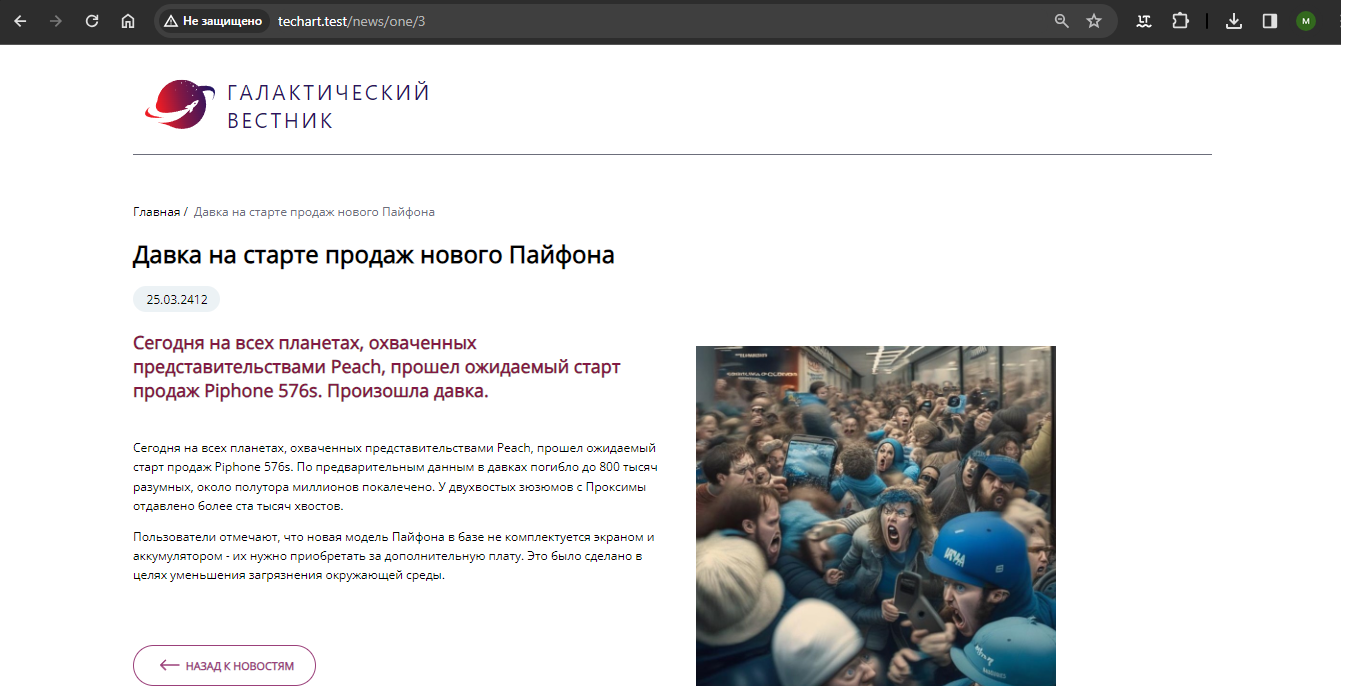 Не защищено
techart.test/news/one/3
M
ГАЛАКТИЧЕСКИЙ
ВЕСТНИК
Главная / Давка на старте продаж нового Пайфона
Давка на старте продаж нового Пайфона
25.03.2412
Сегодня на всех планетах, охваченных
представительствами Peach, прошел ожидаемый старт
продаж Piphone 576s. Произошла давка.
Сегодня на всех планетах, охваченных представительствами Peach, прошел ожидаемый
старт продаж Piphone 576s. По предварительным данным в давках погибло до 800 тысяч
разумных, около полутора миллионов покалечено. У двухвостых зюзюмов с Проксимы
отдавлено более ста тысяч хвостов.
Пользователи отмечают, что новая модель Пайфона в базе не комплектуется экраном и
аккумулятором - их нужно приобретать за дополнительную плату. Это было сделано в
целях уменьшения загрязнения окружающей среды.
НАЗАД К НОВОСТЯМ